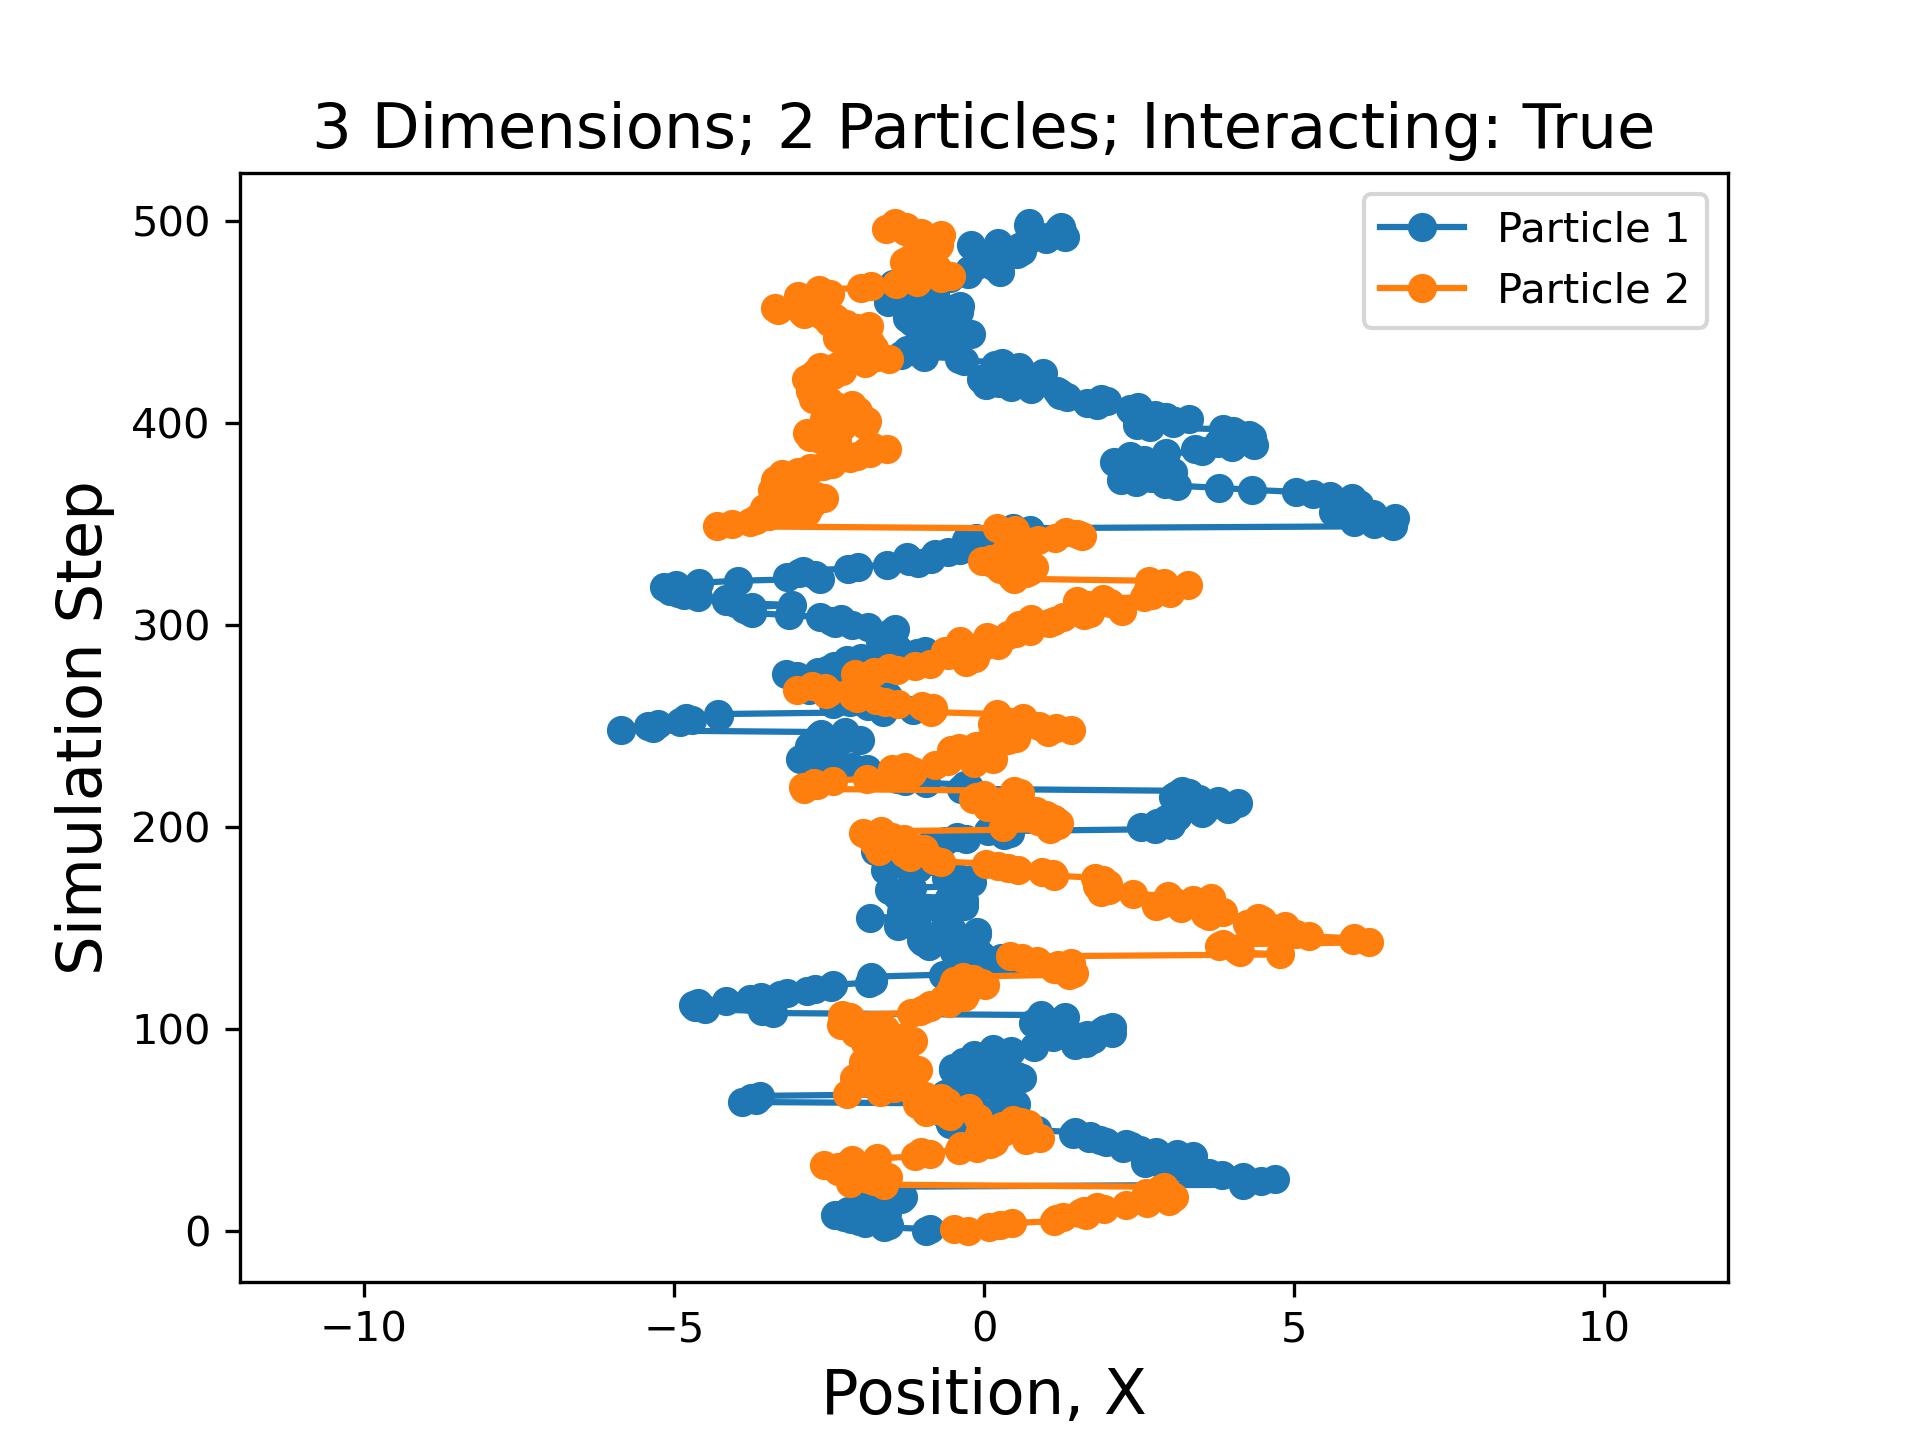 3 Dimensions; 2 Particles; Interacting: True
Particle 1
Particle 2
Simulation Step
500
400
300
200
100
0
−10
−5
0
5
10
Position, X